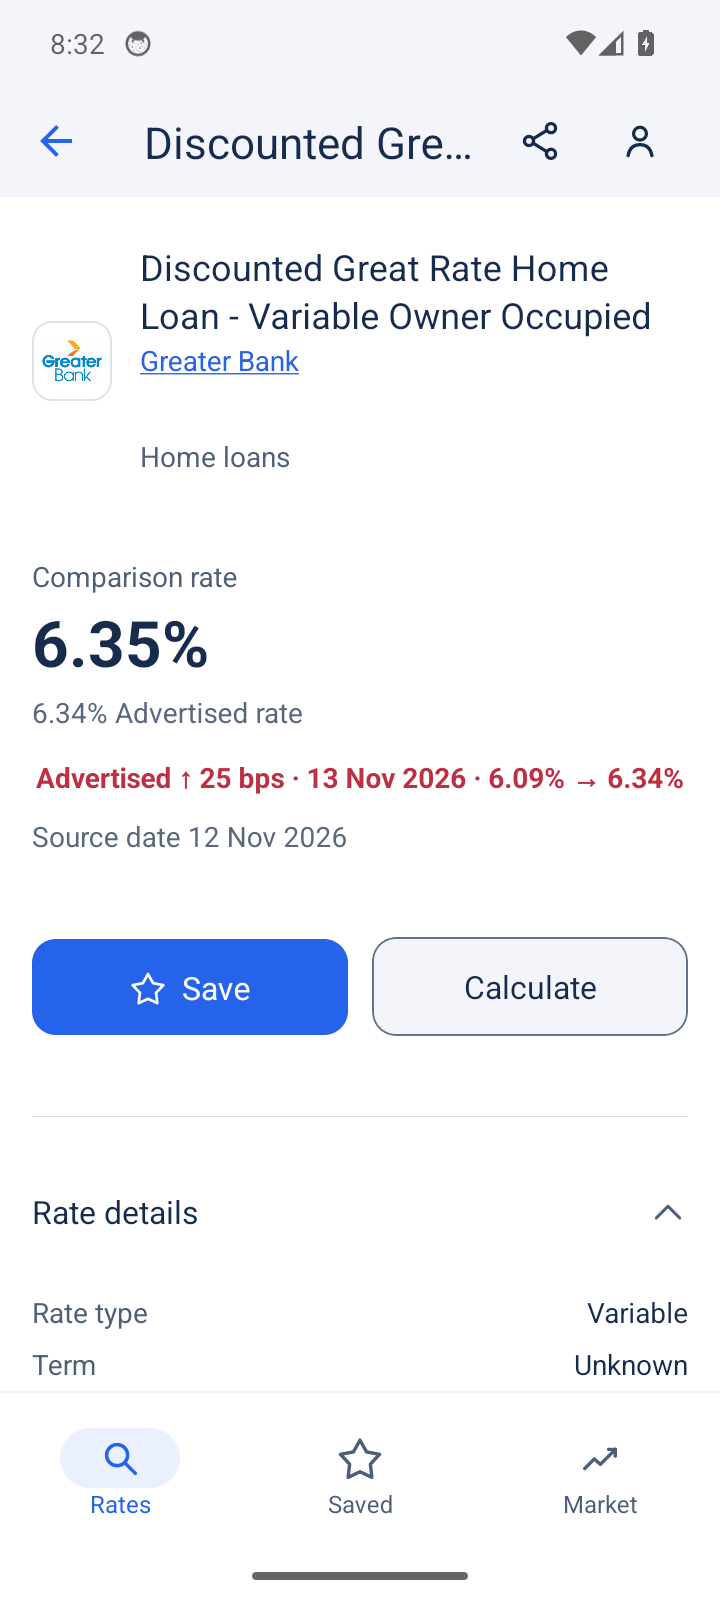 8:32
Discounted Gre...
Discounted Great Rate Home
Loan - Variable Owner Occupied
Greater Bank
Greater
Bank
Home loans
Comparison rate
6.35%
6.34% Advertised rate
Advertised ↑ 25 bps · 13 Nov 2026 · 6.09% → 6.34%
Source date 12 Nov 2026
Save
Calculate
Rate details
Rate type Variable
Term Unknown
Rates Saved Market